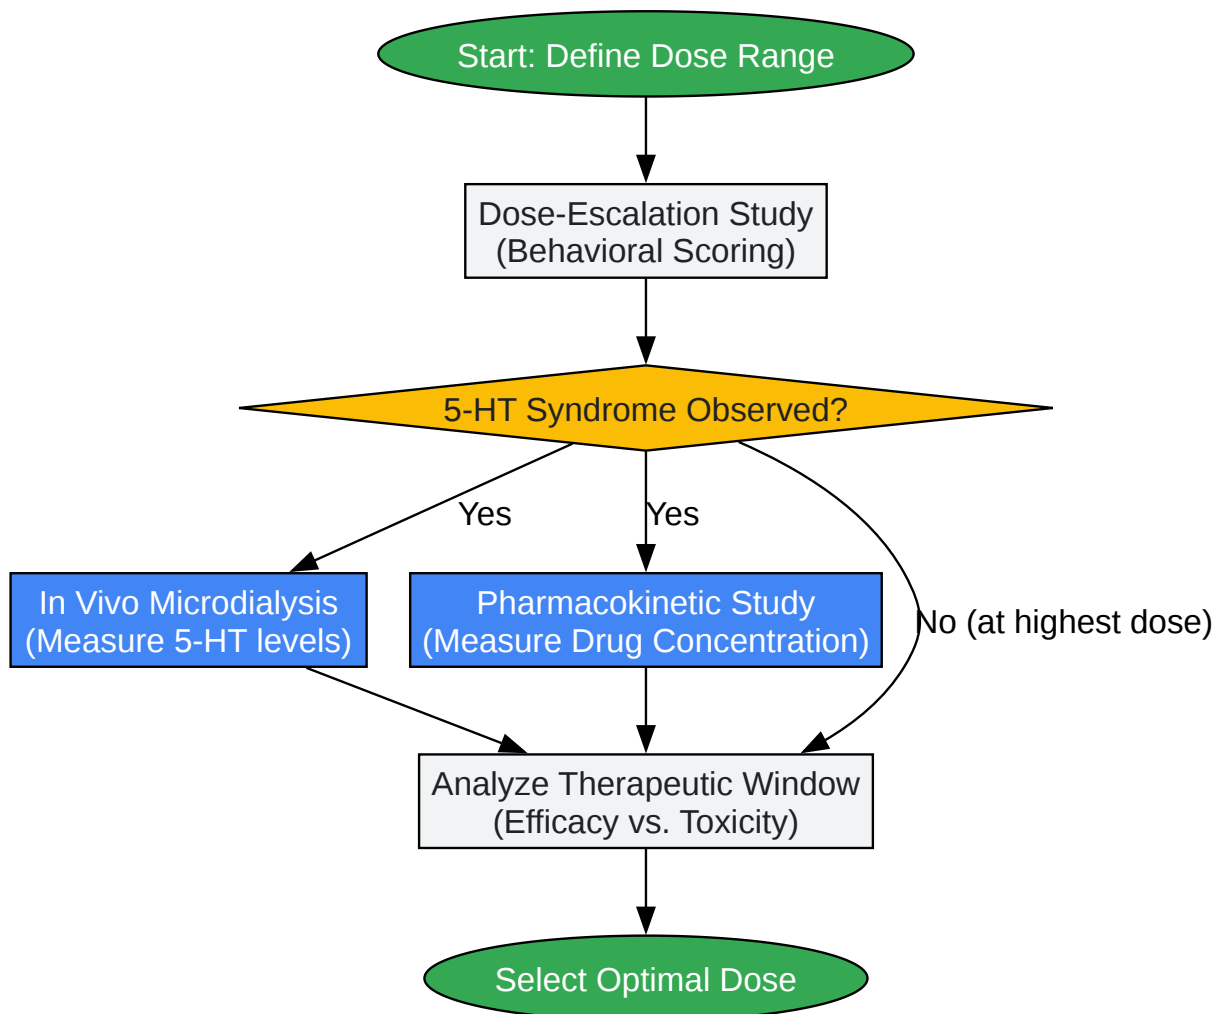 Start: Define Dose Range
Dose-Escalation Study
(Behavioral Scoring)
5-HT Syndrome Observed?
Yes
Yes
In Vivo Microdialysis
(Measure 5-HT levels)
Pharmacokinetic Study
(Measure Drug Concentration)
No (at highest dose)
Analyze Therapeutic Window
(Efficacy vs. Toxicity)
Select Optimal Dose